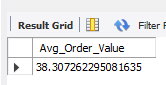 Result Grid Filter R
Avg_Order_Value
38.307262295081635